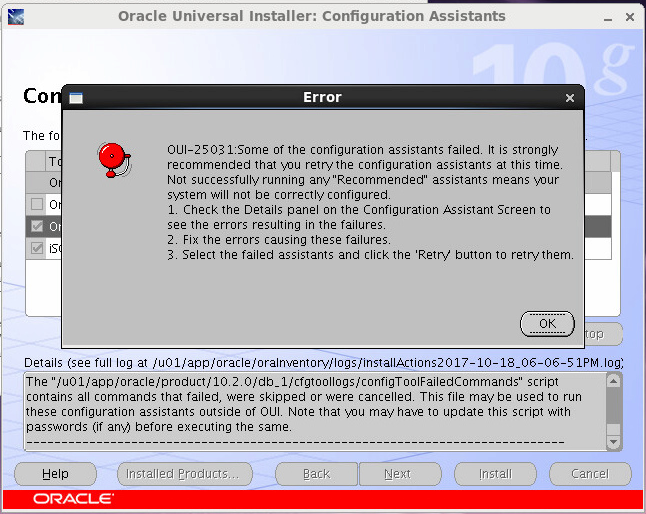 Oracle Universal Installer: Configuration Assistants
10g
Con
Error
The fo
To
Or
Or
Or
iSQ
OUI-25031:Some of the configuration assistants failed. It is strongly
recommended that you retry the configuration assistants at this time.
Not successfully running any "Recommended" assistants means your
system will not be correctly configured.
1. Check the Details panel on the Configuration Assistant Screen to
see the errors resulting in the failures.
2. Fix the errors causing these failures.
3. Select the failed assistants and click the 'Retry' button to retry them.
OK
top
Details (see full log at /u01/app/oracle/oraInventory/logs/installActions2017-10-18_06-06-51PM.log)
The "/u01/app/oracle/product/10.2.0/db_1/cfgtoollogs/configToolFailedCommands" script
contains all commands that failed, were skipped or were cancelled. This file may be used to run
these configuration assistants outside of OUI. Note that you may have to update this script with
passwords (if any) before executing the same.
-----------------------------------------------------------------------------
Help
Installed Products...
Back
Next
Install
Cancel
ORACLE